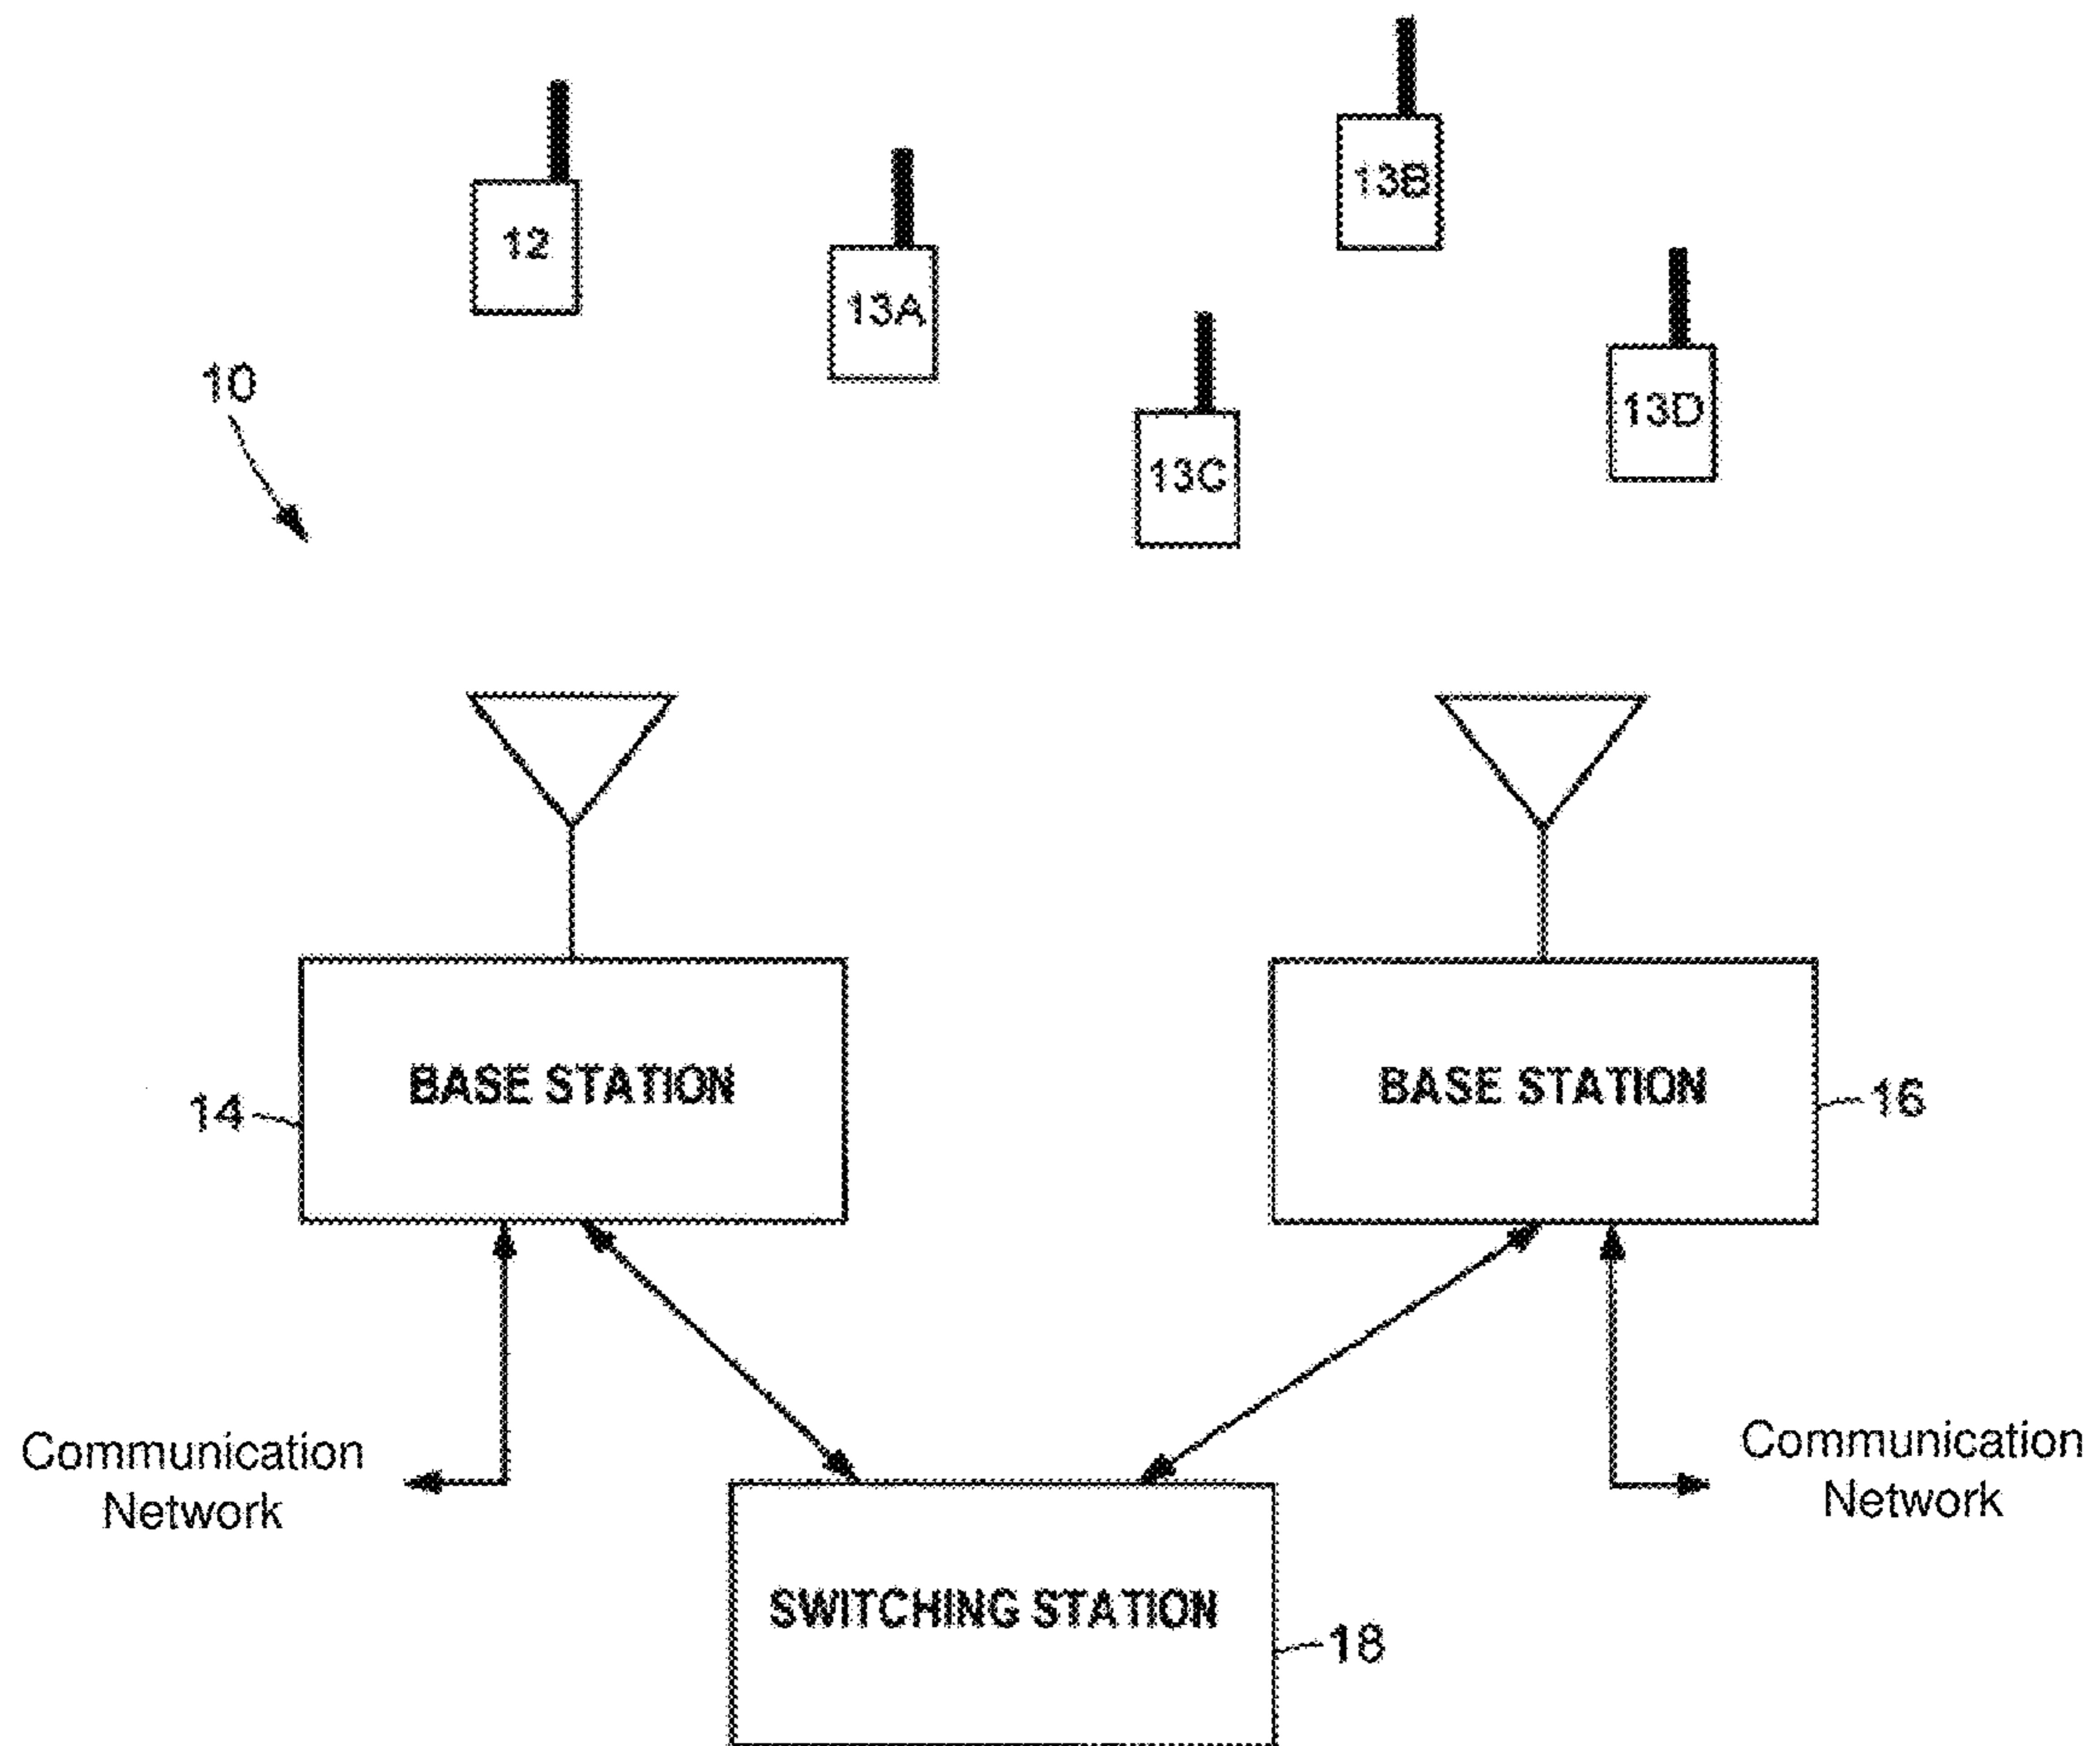 13B
12
13A
10
13D
13C
BASE STATION
BASE STATION
14
16
Communication
Network
Communication
Network
SWITCHING STATION
18